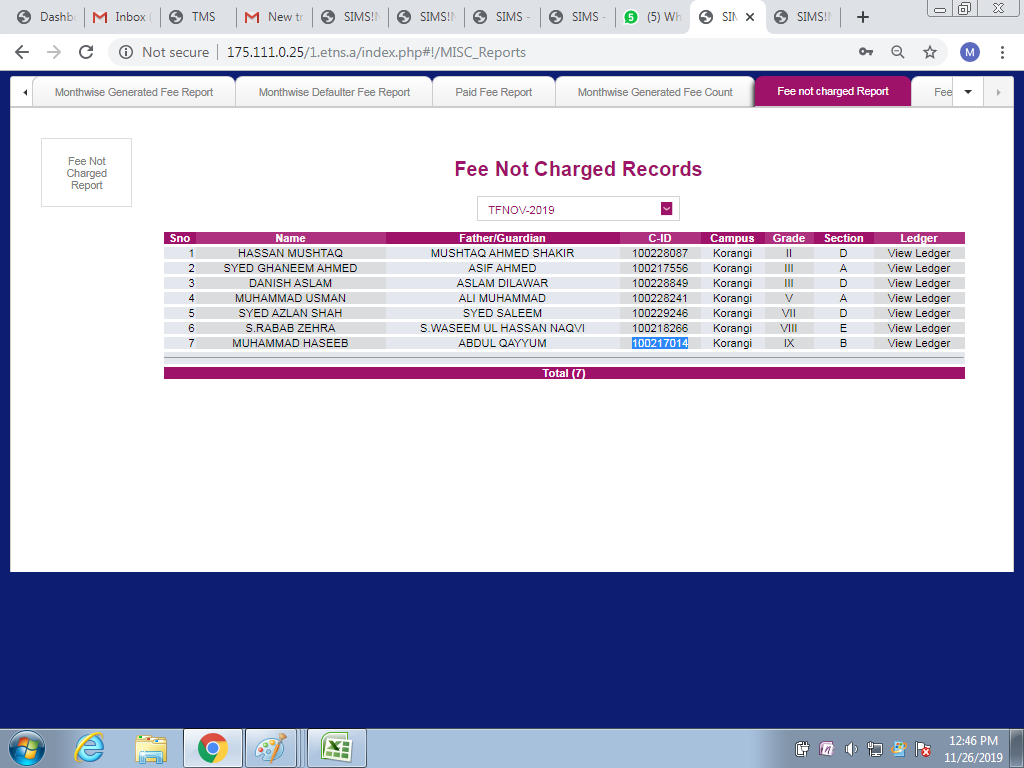 Dashb Inbox TMS New tr SIMS! SIMS! SIMS - SIMS - 5 (5) Wh SIM SIMS!
Not secure 175.111.0.25/1.etns.a/index.php#!/MISC_Reports M
Monthwise Generated Fee Report Monthwise Defaulter Fee Report Paid Fee Report Monthwise Generated Fee Count Fee not charged Report Fee
Fee Not
Charged
Report
Fee Not Charged Records
TFNOV-2019
Sno Name Father/Guardian C-ID Campus Grade Section Ledger
1 HASSAN MUSHTAQ MUSHTAQ AHMED SHAKIR 100228087 Korangi II D View Ledger
2 SYED GHANEEM AHMED ASIF AHMED 100217556 Korangi III A View Ledger
3 DANISH ASLAM ASLAM DILAWAR 100228849 Korangi III D View Ledger
4 MUHAMMAD USMAN ALI MUHAMMAD 100228241 Korangi V A View Ledger
5 SYED AZLAN SHAH SYED SALEEM 100229246 Korangi VII D View Ledger
6 S.RABAB ZEHRA S.WASEEM UL HASSAN NAQVI 100218266 Korangi VIII E View Ledger
7 MUHAMMAD HASEEB ABDUL QAYYUM 100217014 Korangi IX B View Ledger
Total (7)
12:46 PM
11/26/2019